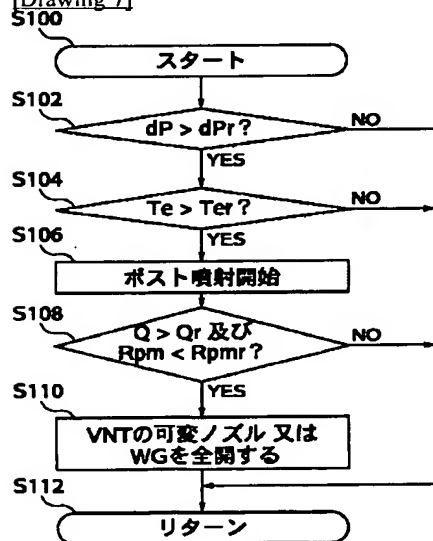 [Drawing 7]
S100
スタート
S102
dP > dPr ?
NO
YES
S104
Te > Ter ?
NO
YES
S106
ポスト噴射開始
S108
Q > Qr 及び
Rpm < Rpmr ?
NO
YES
S110
VNTの可変ノズル 又は
WGを全開する
S112
リターン